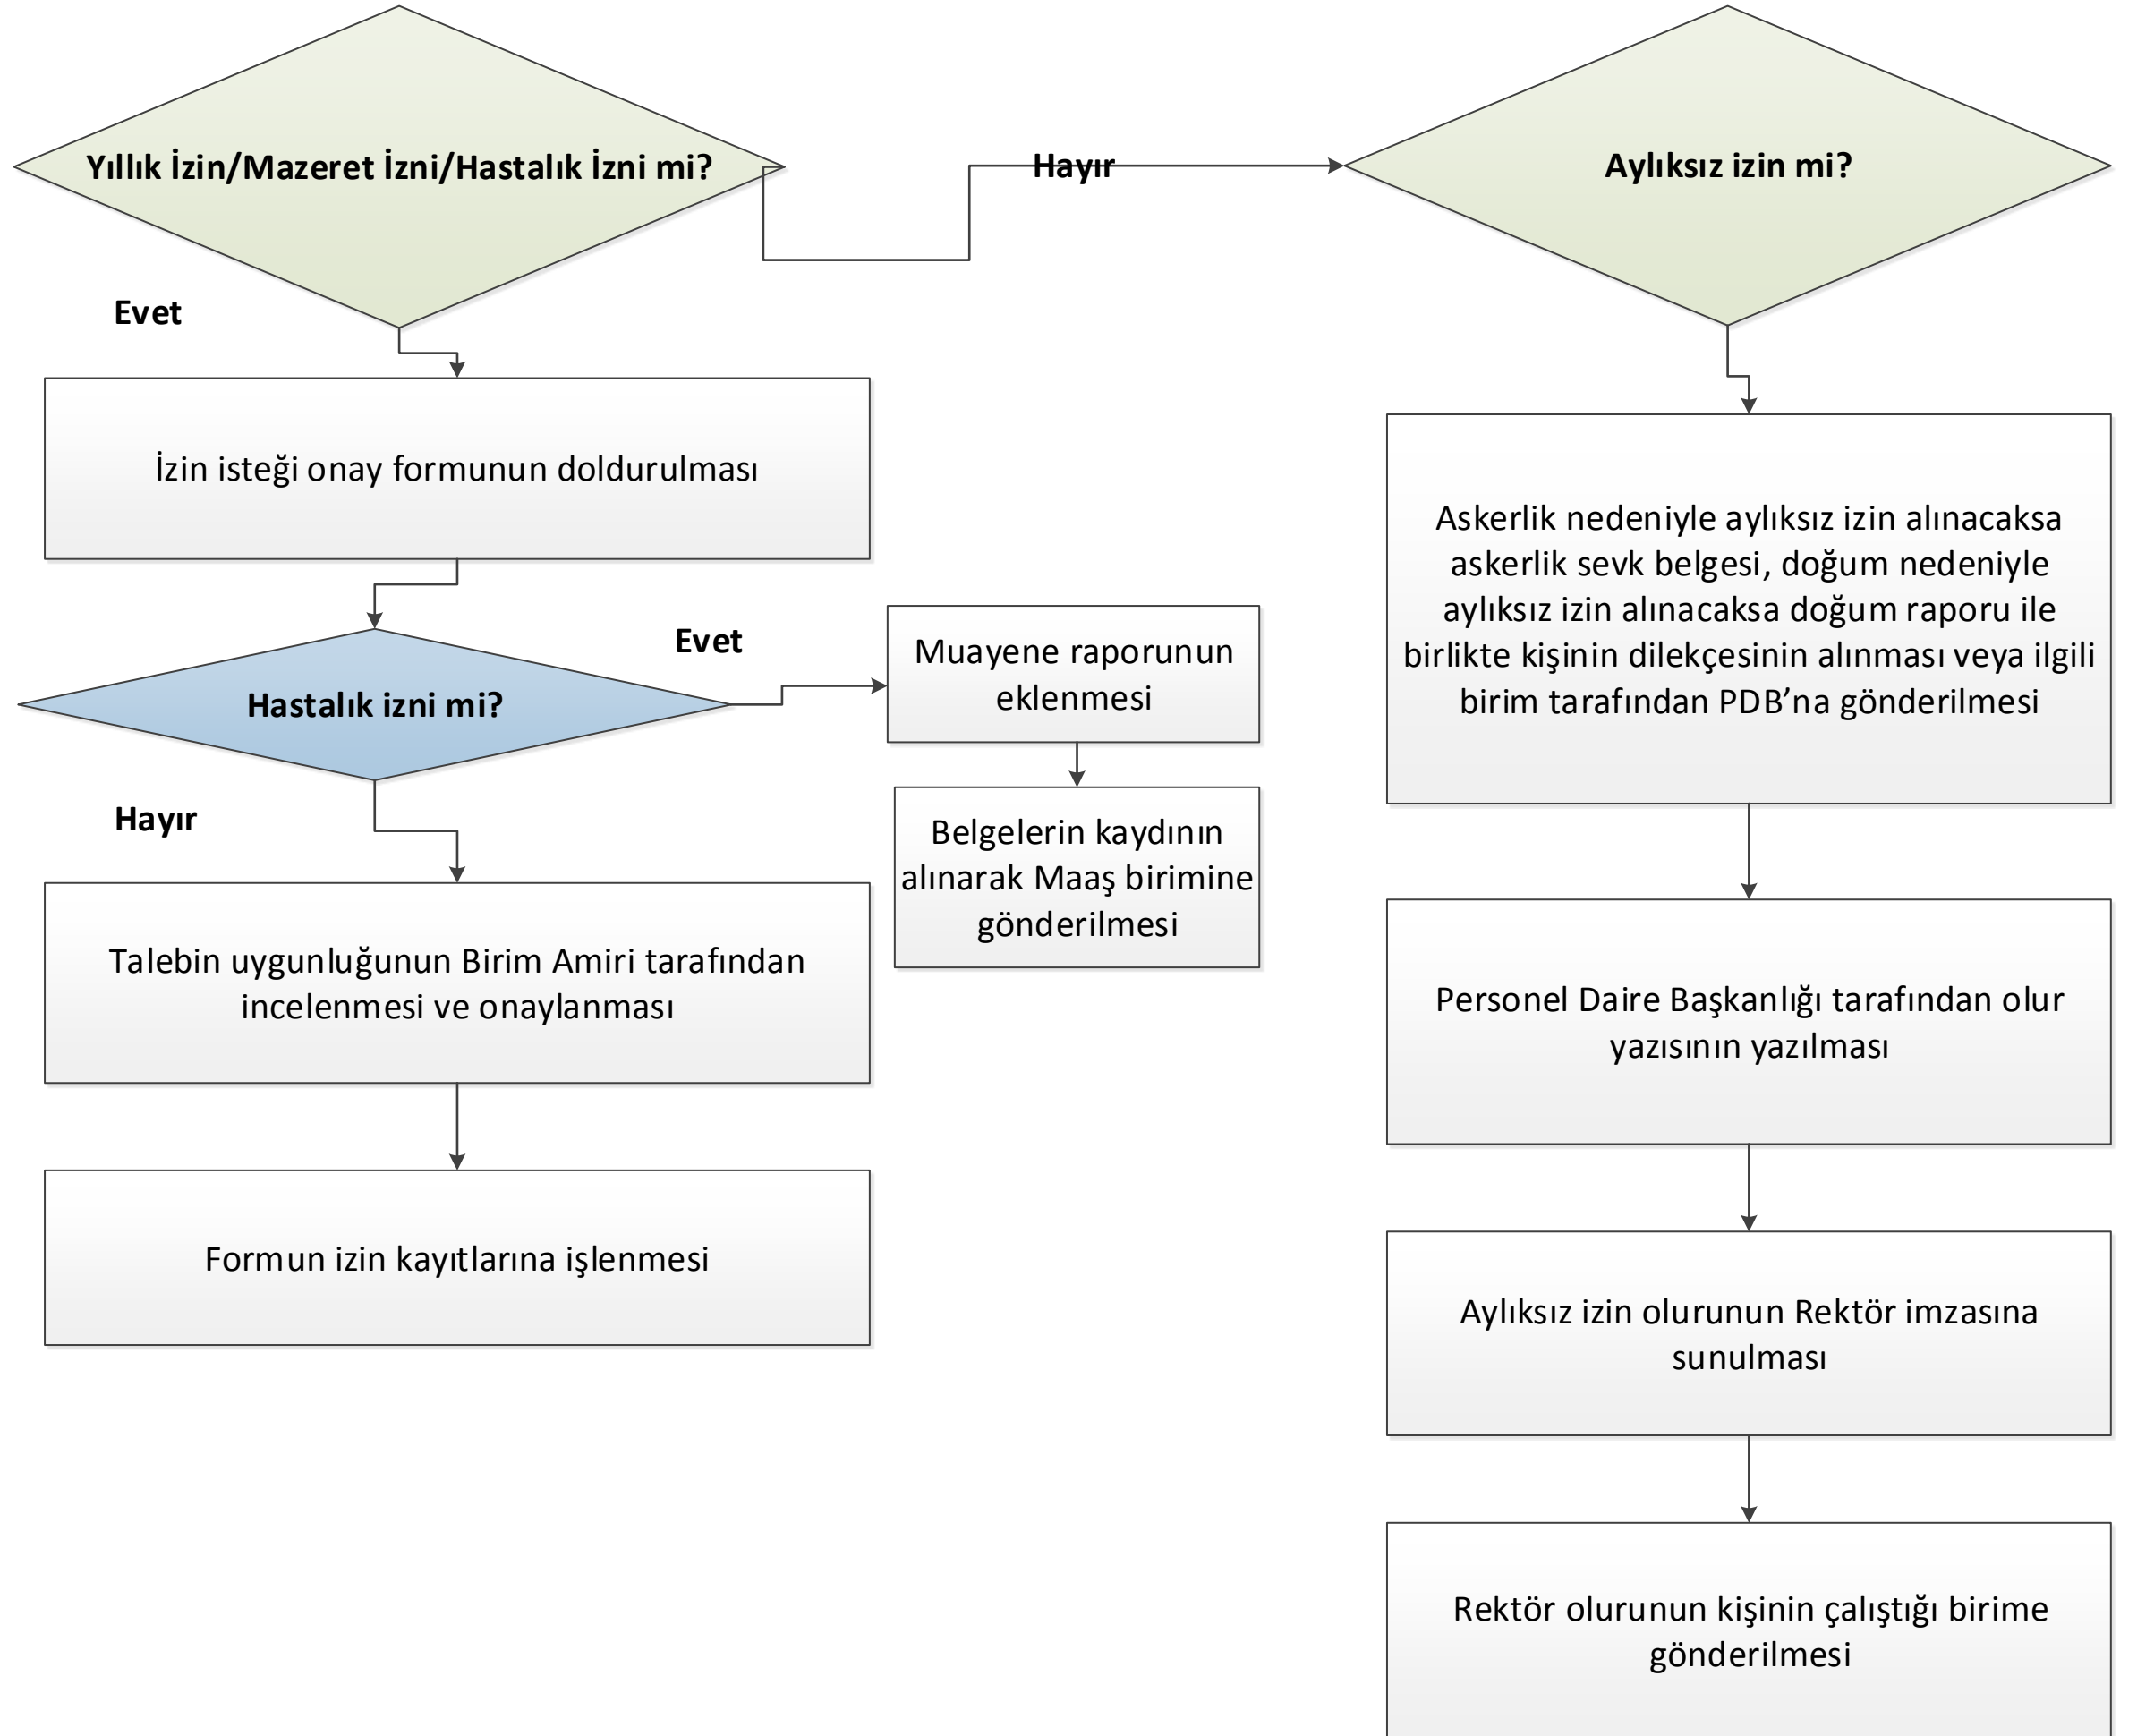 Yıllık İzin/Mazeret İzni/Hastalık İzni mi?
Hayır
Aylıksız izin mi?
Evet
İzin isteği onay formunun doldurulması
Hastalık izni mi?
Evet
Muayene raporunun
eklenmesi
Belgelerin kaydının
alınarak Maaş birimine
gönderilmesi
Hayır
Talebin uygunluğunun Birim Amiri tarafından
incelenmesi ve onaylanması
Formun izin kayıtlarına işlenmesi
Askerlik nedeniyle aylıksız izin alınacaksa
askerlik sevk belgesi, doğum nedeniyle
aylıksız izin alınacaksa doğum raporu ile
birlikte kişinin dilekçesinin alınması veya ilgili
birim tarafından PDB’na gönderilmesi
Personel Daire Başkanlığı tarafından olur
yazısının yazılması
Aylıksız izin olurunun Rektör imzasına
sunulması
Rektör olurunun kişinin çalıştığı birime
gönderilmesi